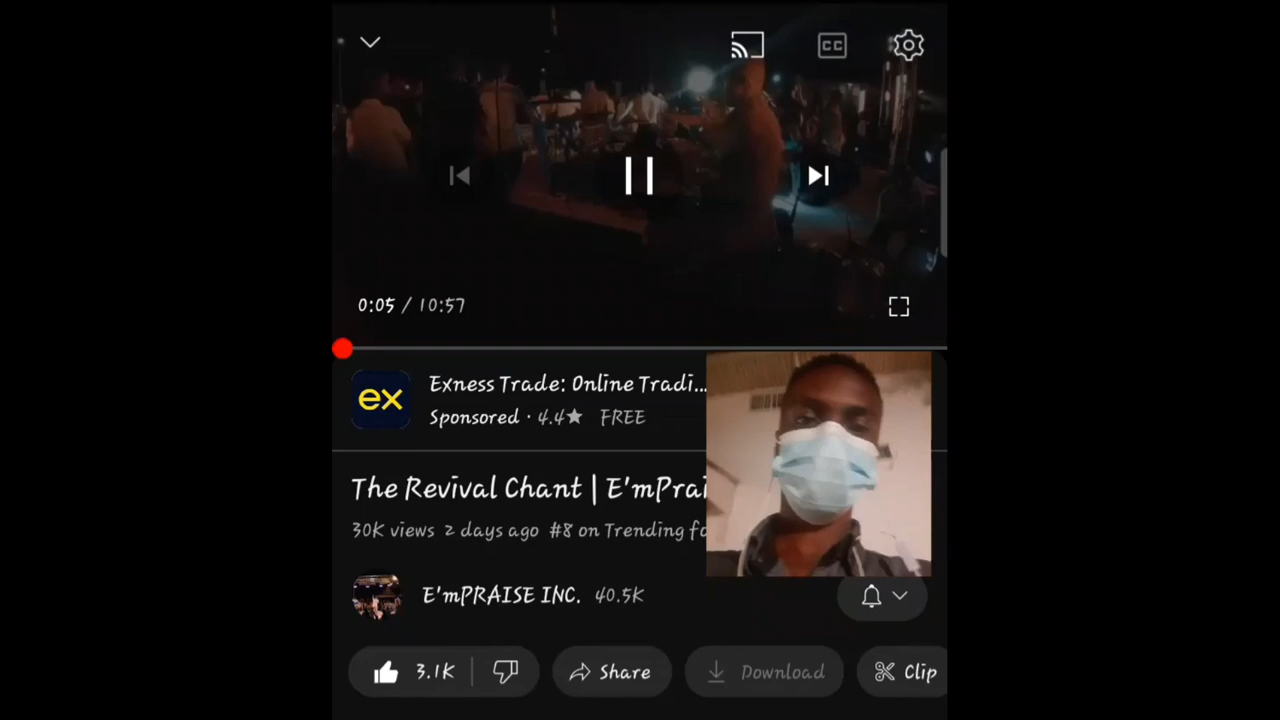 CC
0:05 / 10:57
ex
Exness Trade: Online Tradi...
Sponsored · 4.4★ FREE
The Revival Chant | E'mPrai
30K views 2 days ago #8 on Trending fo
E'mPRAISE INC. 40.5K
3.1K Share Download Clip